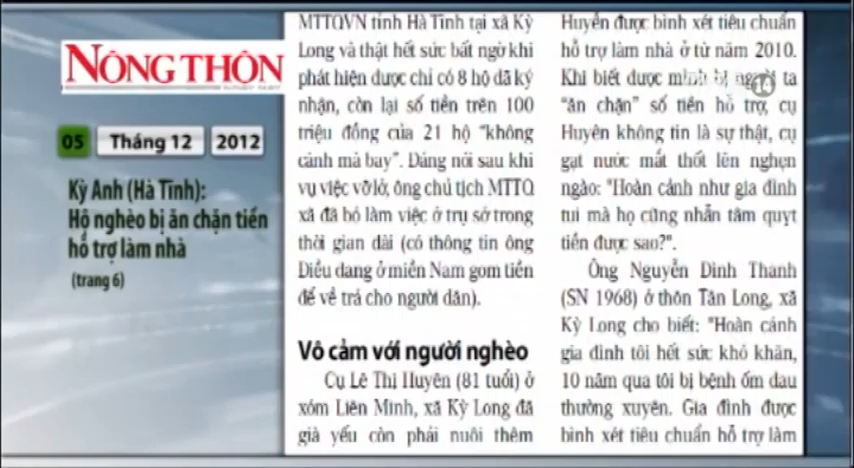 NÔNG THÔN
05 Tháng 12 2012
Kỳ Anh (Hà Tĩnh):
Hộ nghèo bị ăn chặn tiền
hỗ trợ làm nhà
(trang 6)
MTTQVN tỉnh Hà Tĩnh tại xã Kỳ
Long và thật hết sức bất ngờ khi
phát hiện được chỉ có 8 hộ đã ký
nhận, còn lại số tiền trên 100
triệu đồng của 21 hộ "không
cánh mà bay". Đáng nói sau khi
vụ việc vỡ lở, ông chủ tịch MTTQ
xã đã bỏ làm việc ở trụ sở trong
thời gian dài (có thông tin ông
Điều đang ở miền Nam gom tiền
để về trả cho người dân).
Vô cảm với người nghèo
Cụ Lê Thị Huyên (81 tuổi) ở
xóm Liên Minh, xã Kỳ Long đã
già yếu còn phải nuôi thêm
Huyễn được bình xét tiêu chuẩn
hỗ trợ làm nhà ở từ năm 2010.
Khi biết được mình bị người ta
"ăn chặn" số tiền hỗ trợ, cụ
Huyên không tin là sự thật, cụ
gạt nước mắt thốt lên nghẹn
ngào: "Hoàn cảnh như gia đình
tui mà họ cũng nhẫn tâm quỵt
tiền được sao?".
Ông Nguyễn Đình Thanh
(SN 1968) ở thôn Tân Long, xã
Kỳ Long cho biết: "Hoàn cảnh
gia đình tôi hết sức khó khăn,
10 năm qua tôi bị bệnh ốm đau
thường xuyên. Gia đình được
bình xét tiêu chuẩn hỗ trợ làm